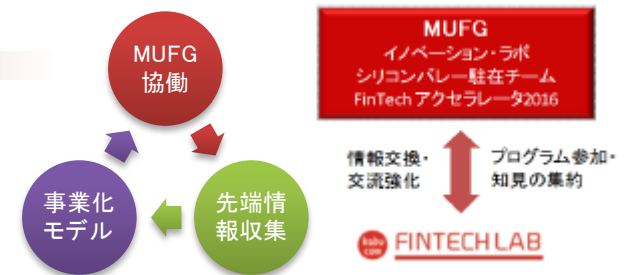 MUFG
協働
先端情
報収集
事業化
モデル
MUFG
イノベーション・ラボ
シリコンバレー駐在チーム
FinTech アクセラレータ2016
情報交換・
交流強化
プログラム参加・
知見の集約
kabu
com
FINTECH LAB